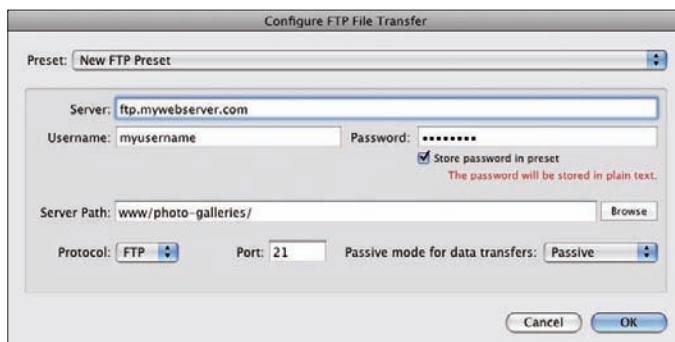 Configure FTP File Transfer
Preset: New FTP Preset
Server: ftp.mywebserver.com
Username: myusername Password: ••••••••
Store password in preset
The password will be stored in plain text.
Server Path: www/photo-galleries/ Browse
Protocol: FTP Port: 21 Passive mode for data transfers: Passive
Cancel OK